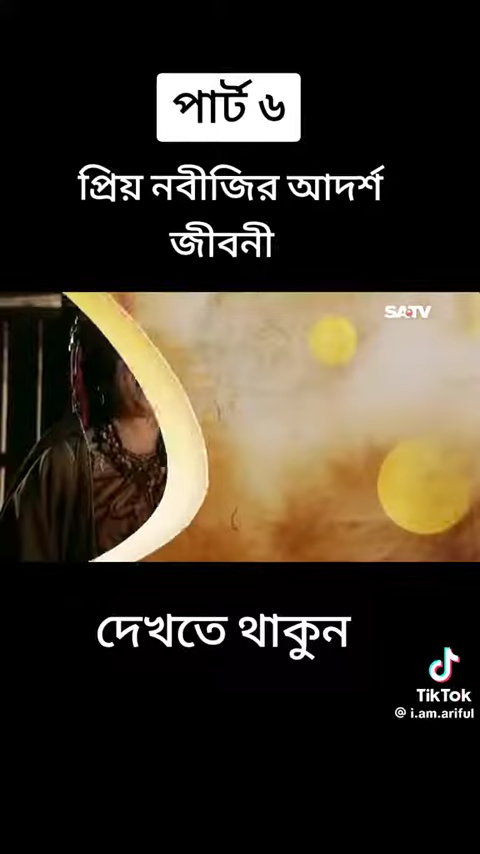 পার্ট ৬
প্রিয় নবীজির আদর্শ
জীবনী
SATV
দেখতে থাকুন
TikTok
@ i.am.ariful